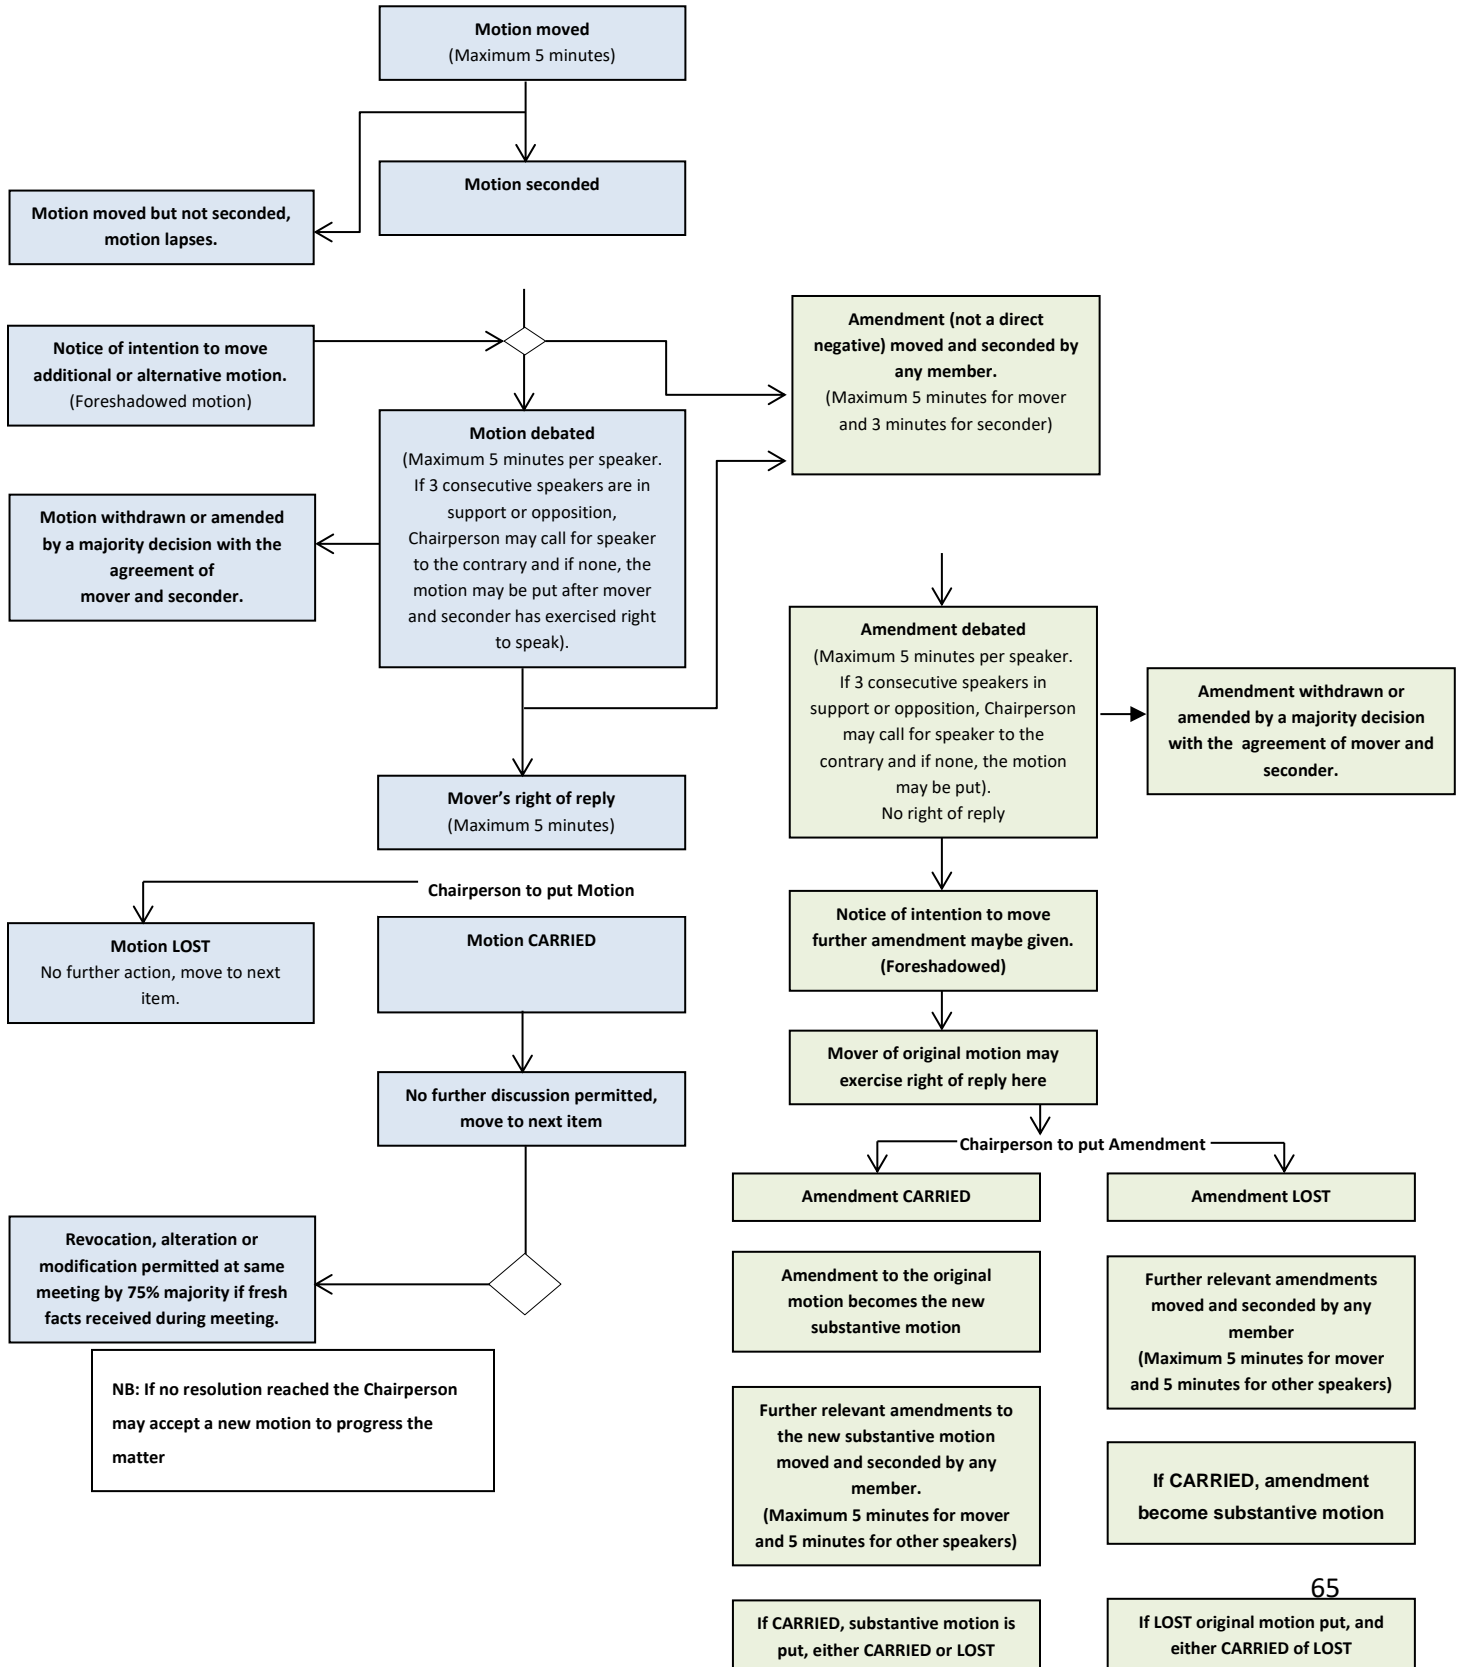 Motion moved
(Maximum 5 minutes)
Motion seconded
Motion moved but not seconded,
motion lapses.
Notice of intention to move
additional or alternative motion.
(Foreshadowed motion)
Amendment (not a direct
negative) moved and seconded by
any member.
(Maximum 5 minutes for mover
and 3 minutes for seconder)
Motion debated
(Maximum 5 minutes per speaker.
If 3 consecutive speakers are in
support or opposition,
Chairperson may call for speaker
to the contrary and if none, the
motion may be put after mover
and seconder has exercised right
to speak).
Motion withdrawn or amended
by a majority decision with the
agreement of
mover and seconder.
Amendment debated
(Maximum 5 minutes per speaker.
If 3 consecutive speakers in
support or opposition, Chairperson
may call for speaker to the
contrary and if none, the motion
may be put).
No right of reply
Amendment withdrawn or
amended by a majority decision
with the agreement of mover and
seconder.
Mover’s right of reply
(Maximum 5 minutes)
Chairperson to put Motion
Motion LOST
No further action, move to next
item.
Motion CARRIED
Notice of intention to move
further amendment maybe given.
(Foreshadowed)
Mover of original motion may
exercise right of reply here
No further discussion permitted,
move to next item
Chairperson to put Amendment
Amendment CARRIED
Amendment LOST
Revocation, alteration or
modification permitted at same
meeting by 75% majority if fresh
facts received during meeting.
Amendment to the original
motion becomes the new
substantive motion
Further relevant amendments
moved and seconded by any
member
(Maximum 5 minutes for mover
and 5 minutes for other speakers)
NB: If no resolution reached the Chairperson
may accept a new motion to progress the
matter
Further relevant amendments to
the new substantive motion
moved and seconded by any
member.
(Maximum 5 minutes for mover
and 5 minutes for other speakers)
If CARRIED, amendment
become substantive motion
65
If CARRIED, substantive motion is
put, either CARRIED or LOST
If LOST original motion put, and
either CARRIED of LOST